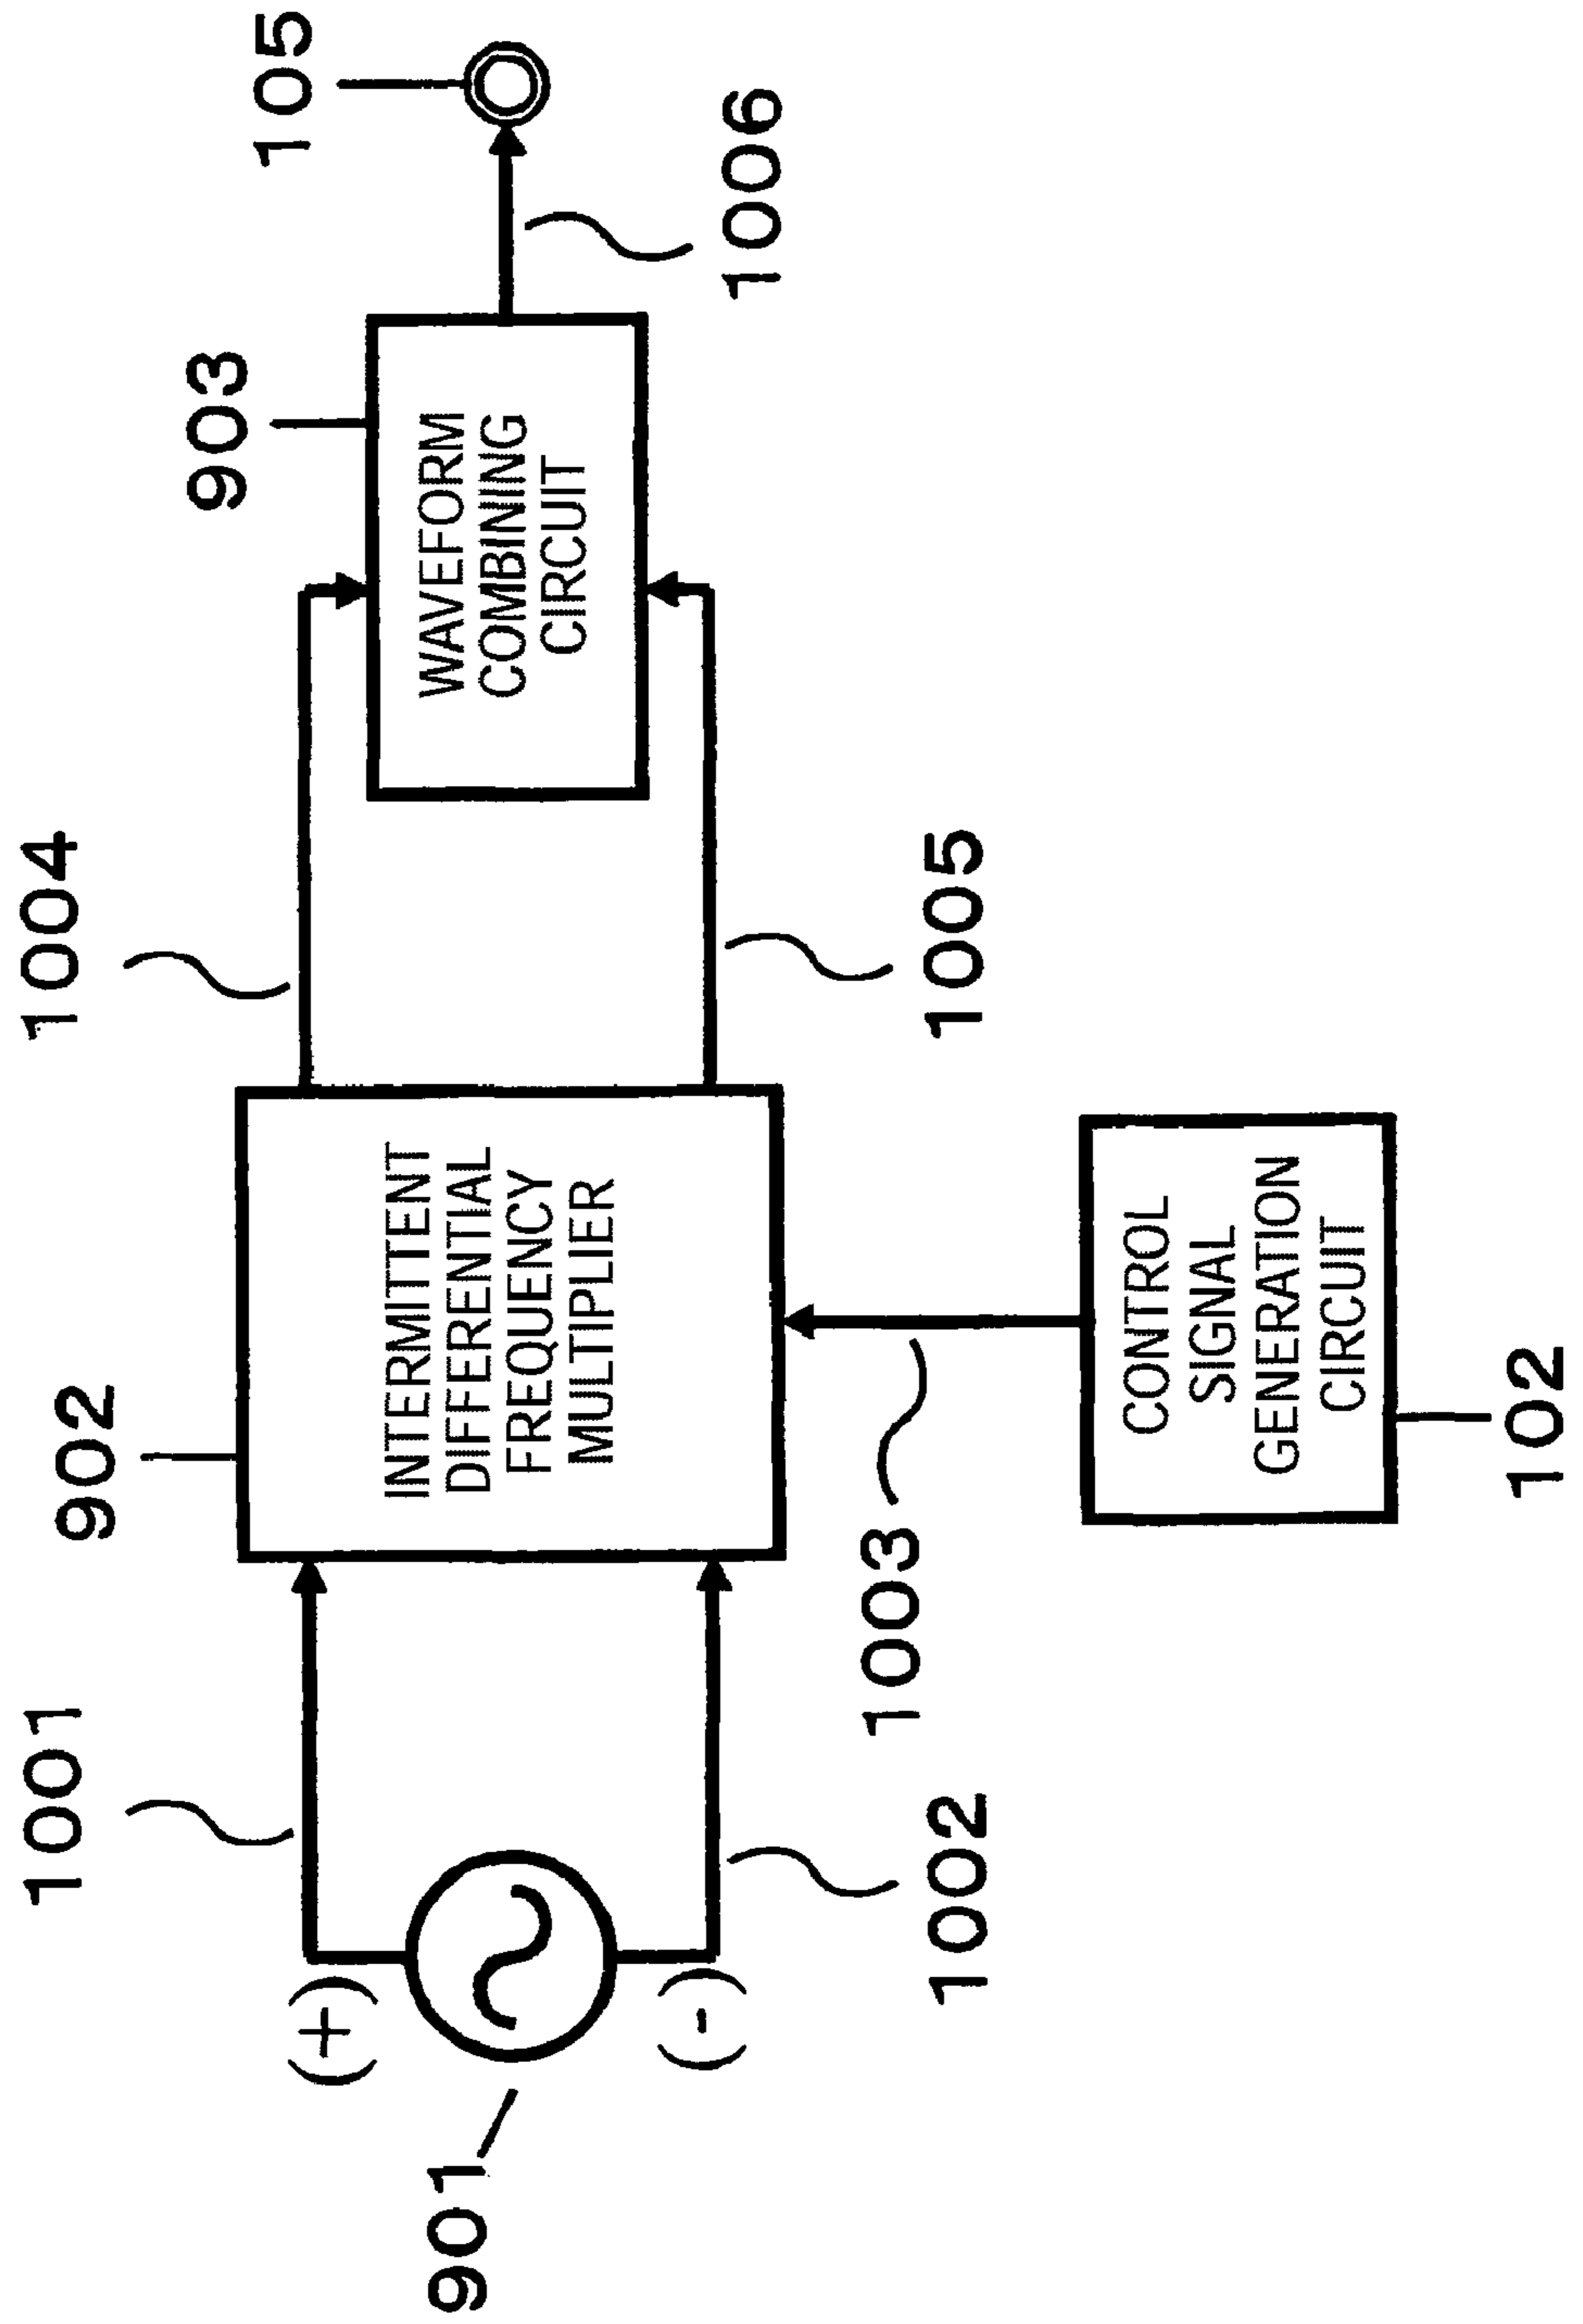 1001
902
1004
903
105
(+)
901
(-)
INTERMITTENT
DIFFERENTIAL
FREQUENCY
MULTIPLIER
WAVEFORM
COMBINING
CIRCUIT
1006
1002
1003
1005
CONTROL
SIGNAL
GENERATION
CIRCUIT
102